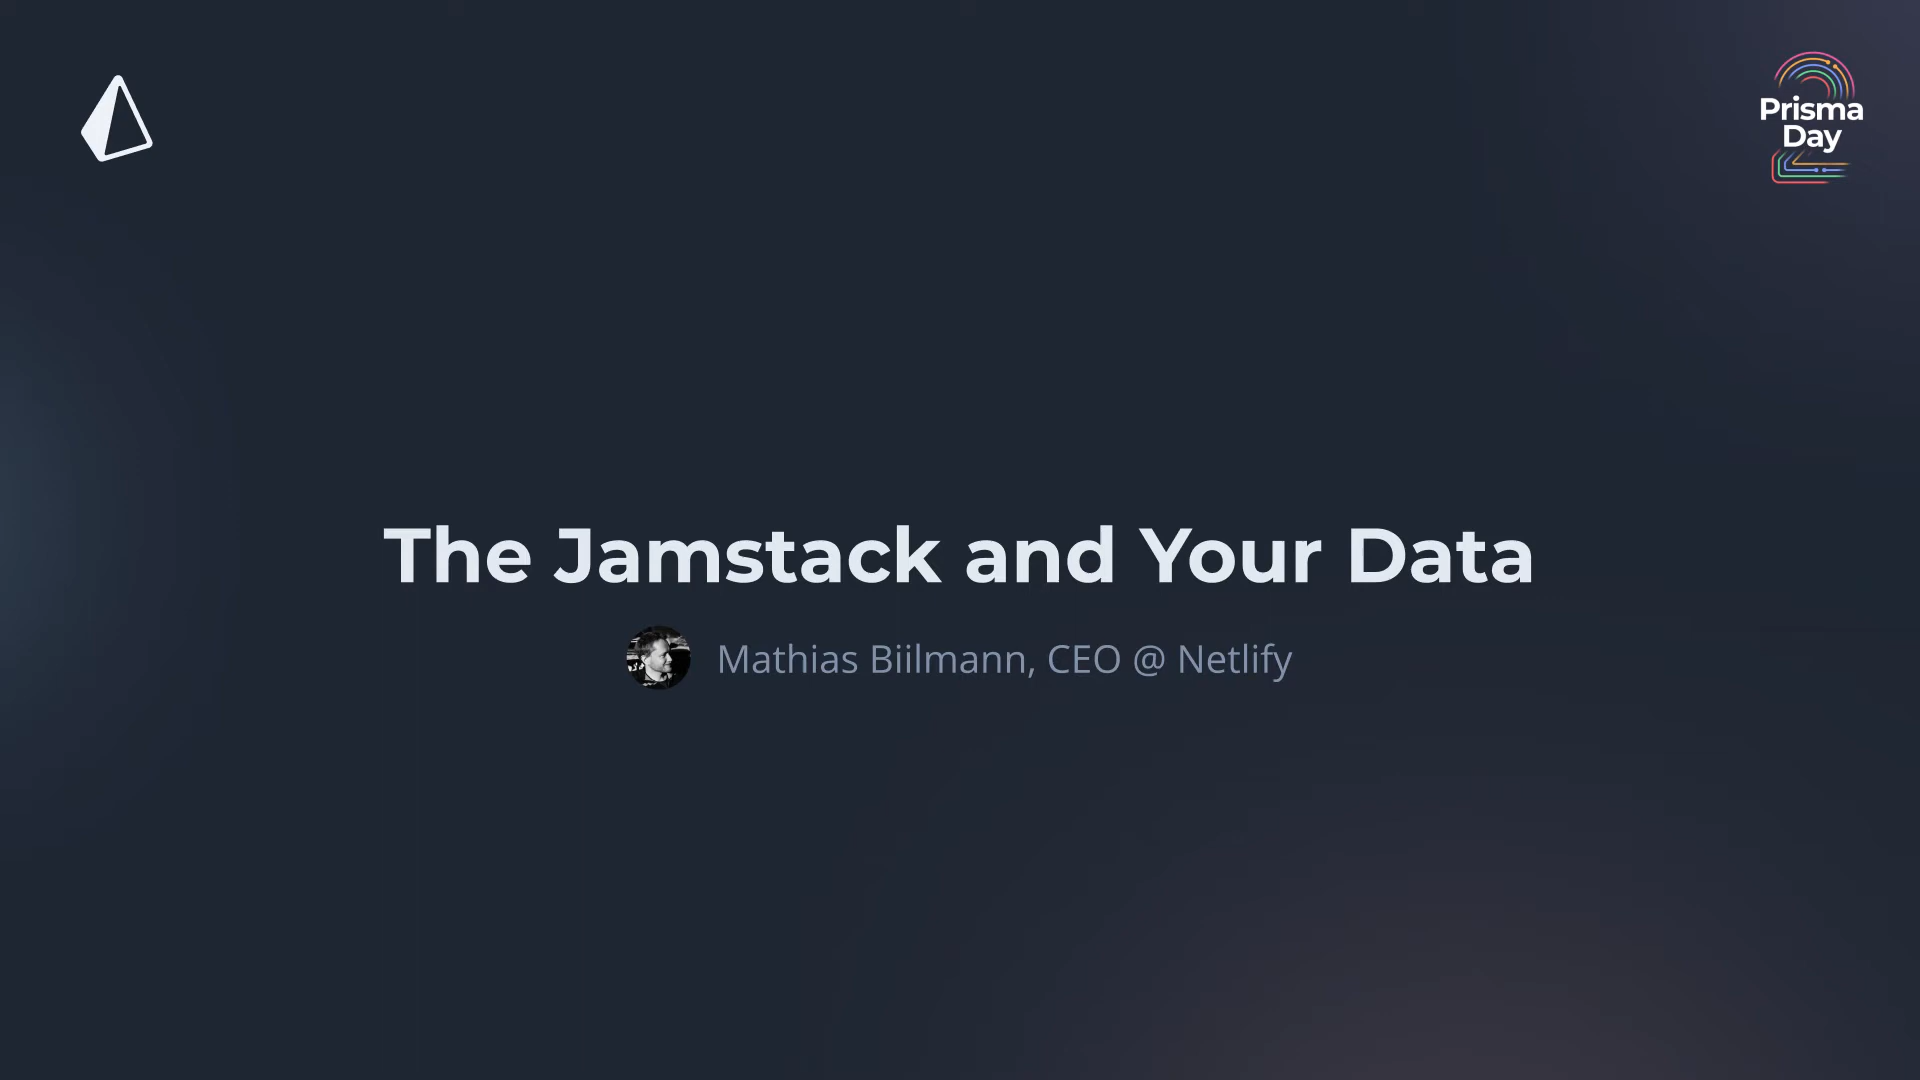 Prisma
Day
The Jamstack and Your Data
Mathias Biilmann, CEO @ Netlify